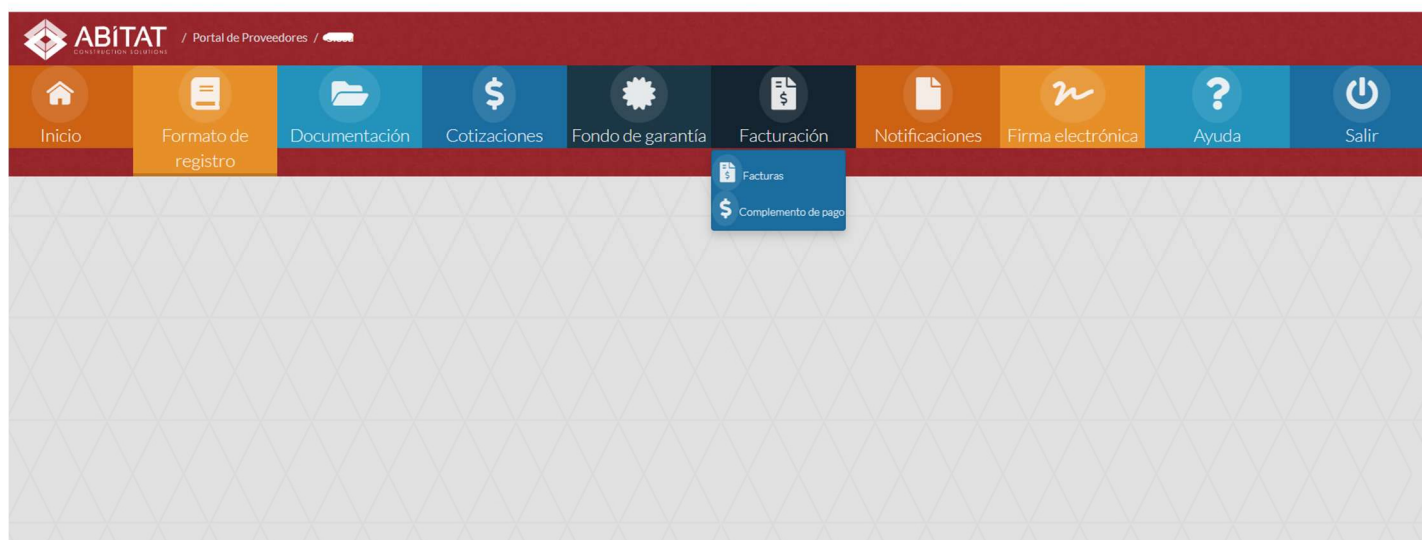 ABiTAT / Portal de Proveedores /
CONSTRUCTION SOLUTIONS
Inicio
Formato de
registro
Documentación
Cotizaciones
Fondo de garantía
Facturación
Notificaciones
Firma electrónica
Ayuda
Salir
Facturas
Complemento de pago